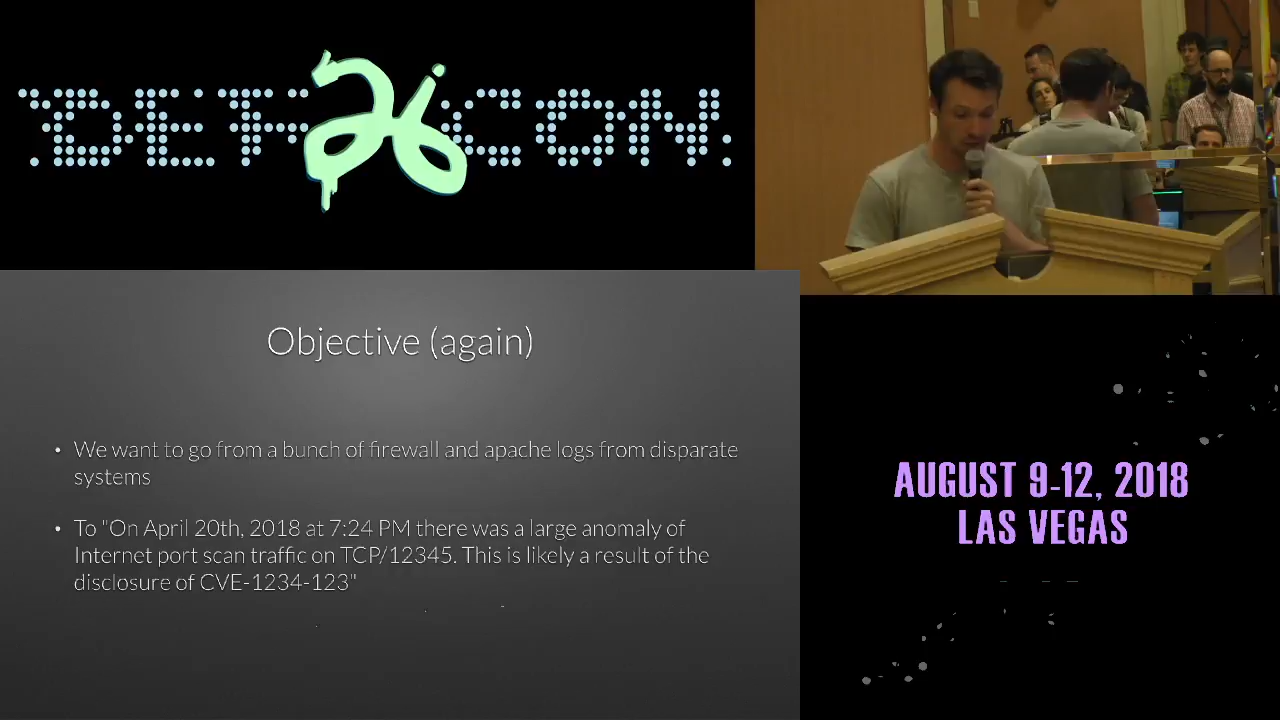 DEF 26 CON
Objective (again)
• We want to go from a bunch of firewall and apache logs from disparate
systems
• To "On April 20th, 2018 at 7:24 PM there was a large anomaly of
Internet port scan traffic on TCP/12345. This is likely a result of the
disclosure of CVE-1234-123"
AUGUST 9-12, 2018
LAS VEGAS